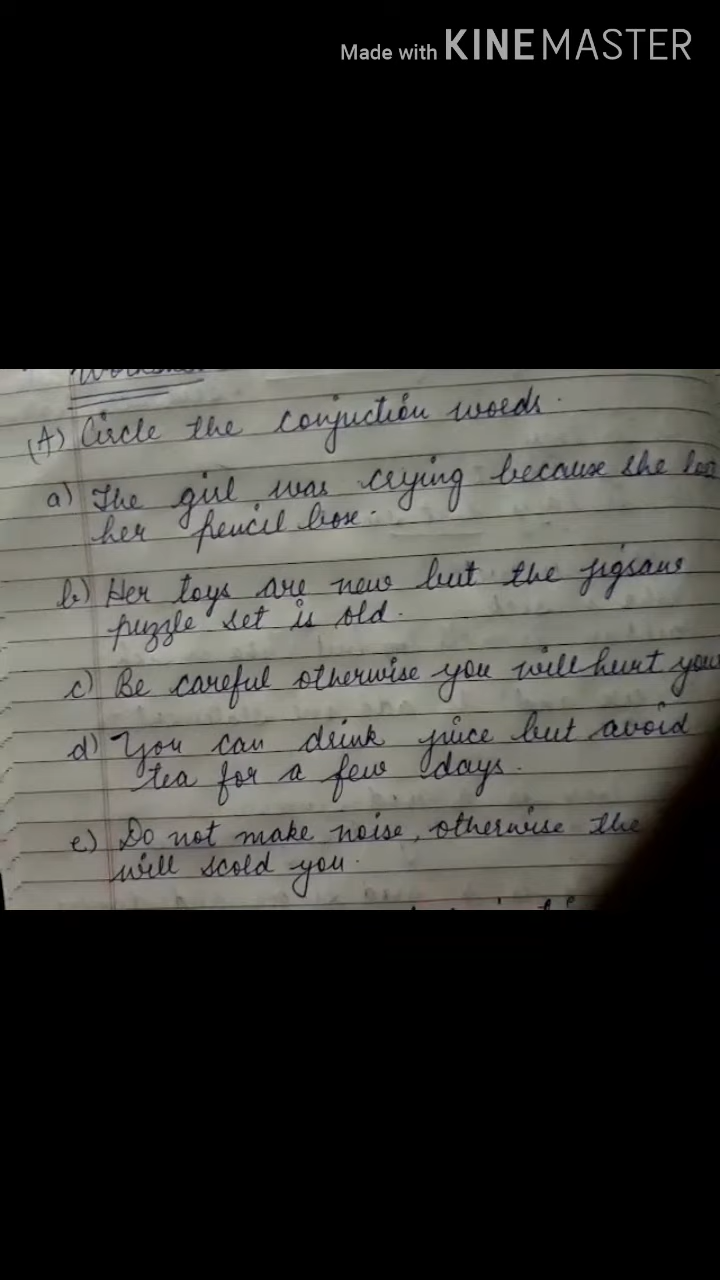 Made with KINEMASTER
(A) Circle the conjuction words.
a) The girl was crying because she
her pencil box.
b) Her toys are new but the jigsaw
puzzle set is old.
c) Be careful otherwise you will hurt
d) You can drink juice but avoid
tea for a few days.
e) Do not make noise, otherwise the
will scold you.